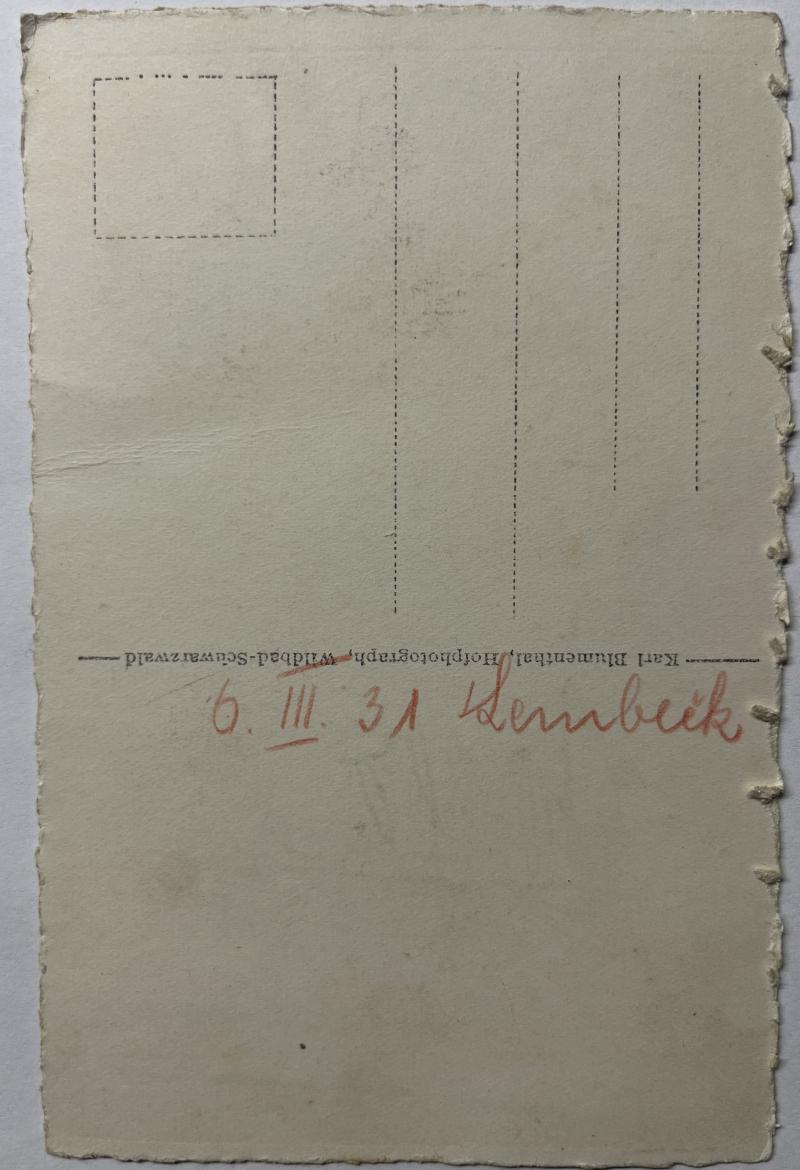 Karl Blumenthal, Hofphotograph, Wildbad-Schwarzwald
6. III. 31 Lembeck